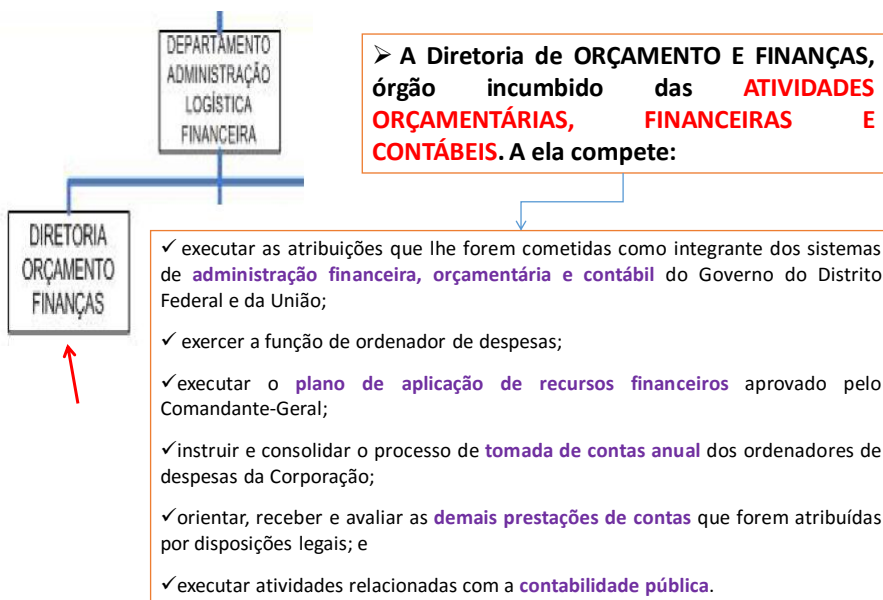 DEPARTAMENTO
ADMINISTRAÇÃO
LOGÍSTICA
FINANCEIRA
➢ A Diretoria de ORÇAMENTO E FINANÇAS,
órgão incumbido das ATIVIDADES
ORÇAMENTÁRIAS, FINANCEIRAS E
CONTÁBEIS. A ela compete:
DIRETORIA
ORÇAMENTO
FINANÇAS
✓ executar as atribuições que lhe forem cometidas como integrante dos sistemas
de administração financeira, orçamentária e contábil do Governo do Distrito
Federal e da União;
✓ exercer a função de ordenador de despesas;
✓executar o plano de aplicação de recursos financeiros aprovado pelo
Comandante-Geral;
✓instruir e consolidar o processo de tomada de contas anual dos ordenadores de
despesas da Corporação;
✓orientar, receber e avaliar as demais prestações de contas que forem atribuídas
por disposições legais; e
✓executar atividades relacionadas com a contabilidade pública.